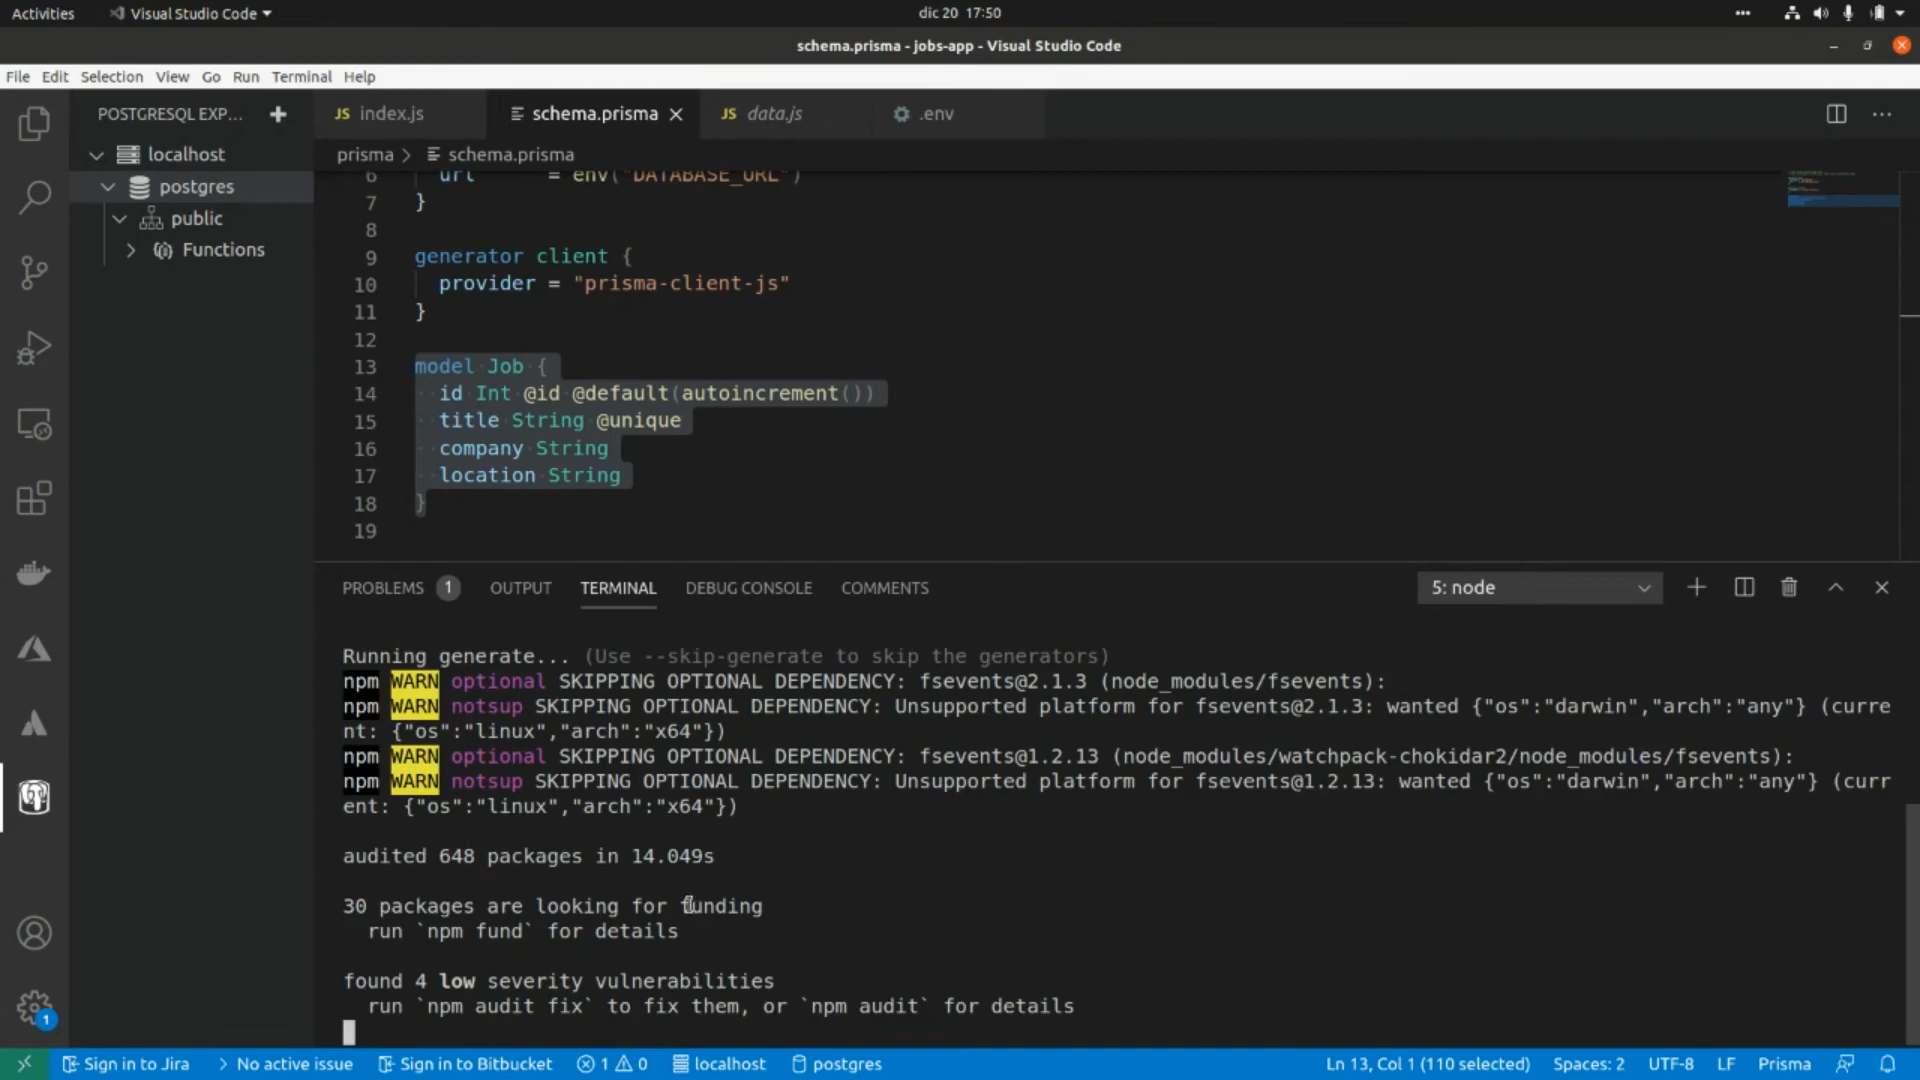 Activities
Visual Studio Code
dic 20 17:50
schema.prisma - jobs-app - Visual Studio Code
File Edit Selection View Go Run Terminal Help
POSTGRESQL EXP...
JS index.js
schema.prisma
JS data.js
.env
localhost
postgres
public
Functions
prisma > schema.prisma
6 url = env("DATABASE_URL")
7 }
8
9 generator client {
10 provider = "prisma-client-js"
11 }
12
13 model Job {
14 id Int @id @default(autoincrement())
15 title String @unique
16 company String
17 location String
18 }
19
PROBLEMS 1 OUTPUT TERMINAL DEBUG CONSOLE COMMENTS
5: node
Running generate... (Use --skip-generate to skip the generators)
npm WARN optional SKIPPING OPTIONAL DEPENDENCY: fsevents@2.1.3 (node_modules/fsevents):
npm WARN notsup SKIPPING OPTIONAL DEPENDENCY: Unsupported platform for fsevents@2.1.3: wanted {"os":"darwin","arch":"any"} (curre
nt: {"os":"linux","arch":"x64"})
npm WARN optional SKIPPING OPTIONAL DEPENDENCY: fsevents@1.2.13 (node_modules/watchpack-chokidar2/node_modules/fsevents):
npm WARN notsup SKIPPING OPTIONAL DEPENDENCY: Unsupported platform for fsevents@1.2.13: wanted {"os":"darwin","arch":"any"} (curr
ent: {"os":"linux","arch":"x64"})
audited 648 packages in 14.049s
30 packages are looking for funding
run `npm fund` for details
found 4 low severity vulnerabilities
run `npm audit fix` to fix them, or `npm audit` for details
1
Sign in to Jira
No active issue
Sign in to Bitbucket
1 0
localhost
postgres
Ln 13, Col 1 (110 selected)
Spaces: 2
UTF-8
LF
Prisma